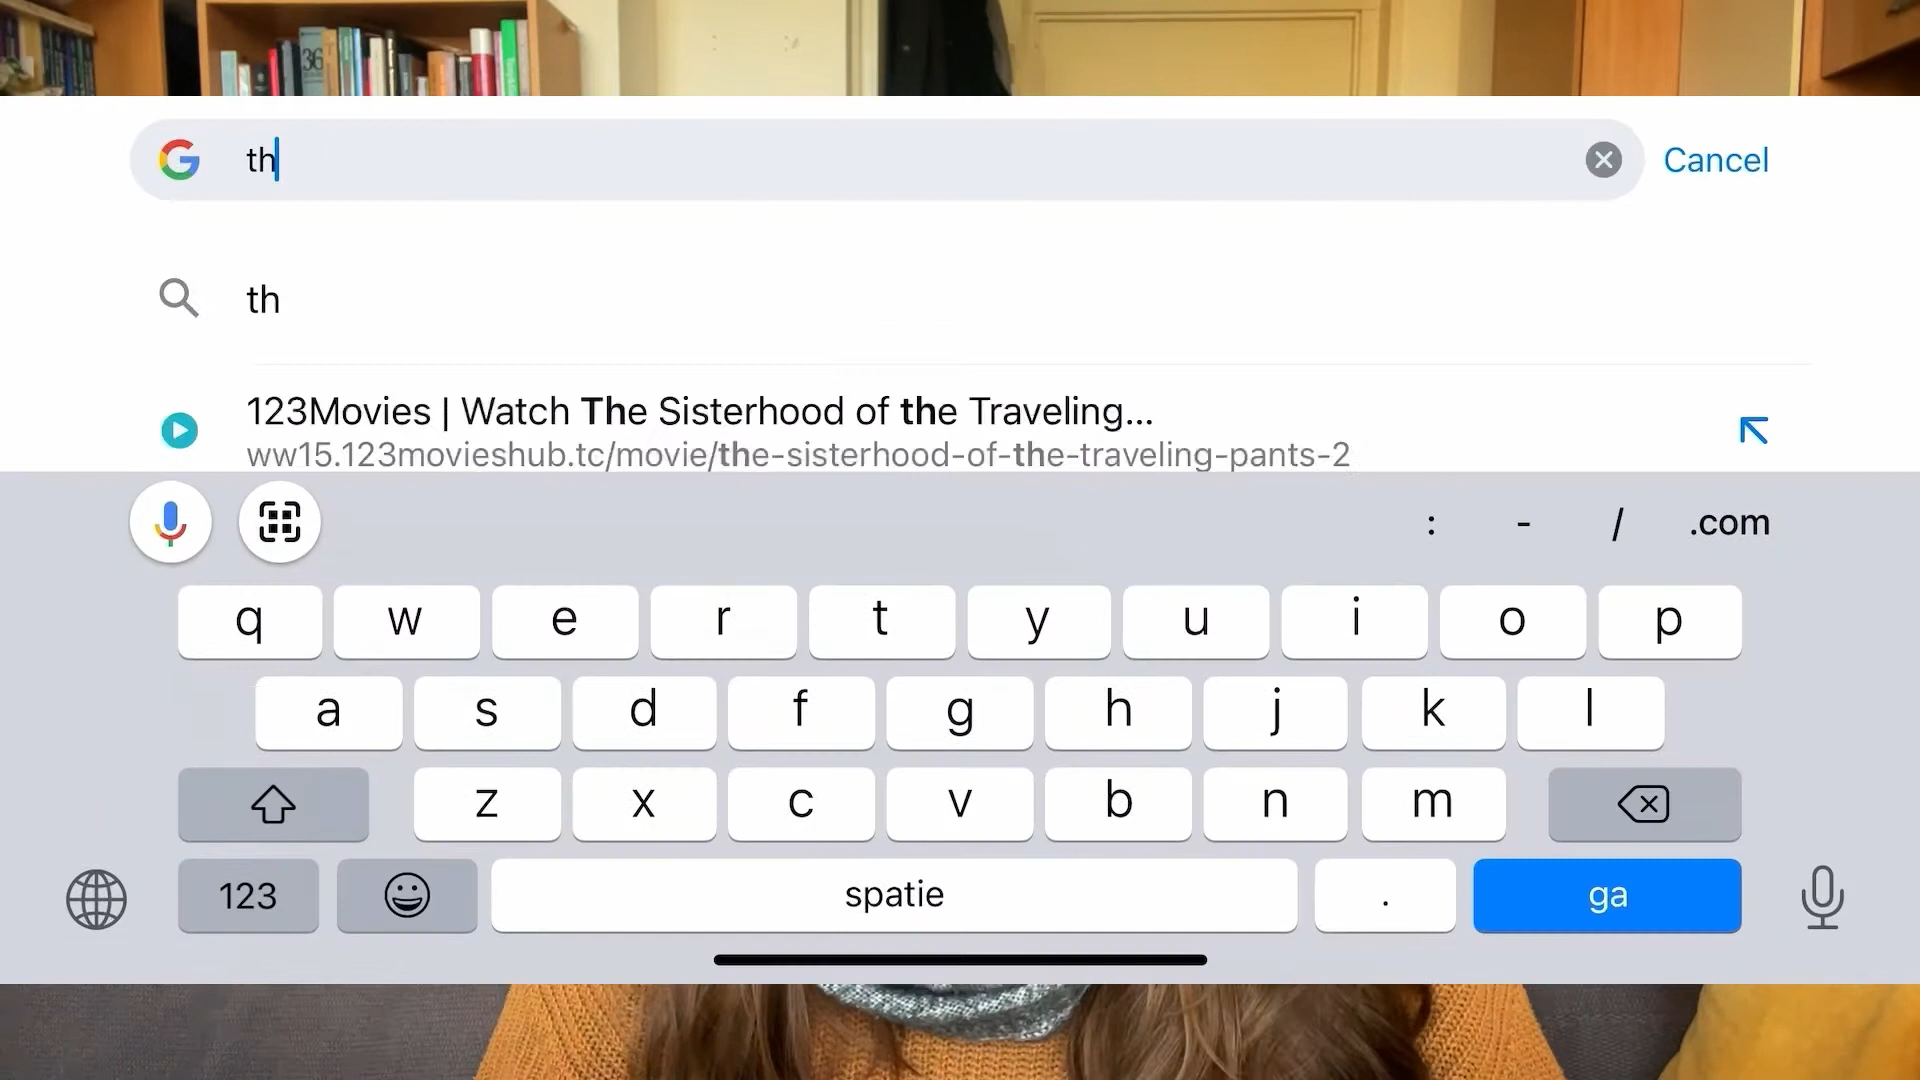 36
th
Cancel
th
123Movies | Watch The Sisterhood of the Traveling...
ww15.123movieshub.tc/movie/the-sisterhood-of-the-traveling-pants-2
: - / .com
q w e r t y u i o p
a s d f g h j k l
z x c v b n m
123 spatie . ga